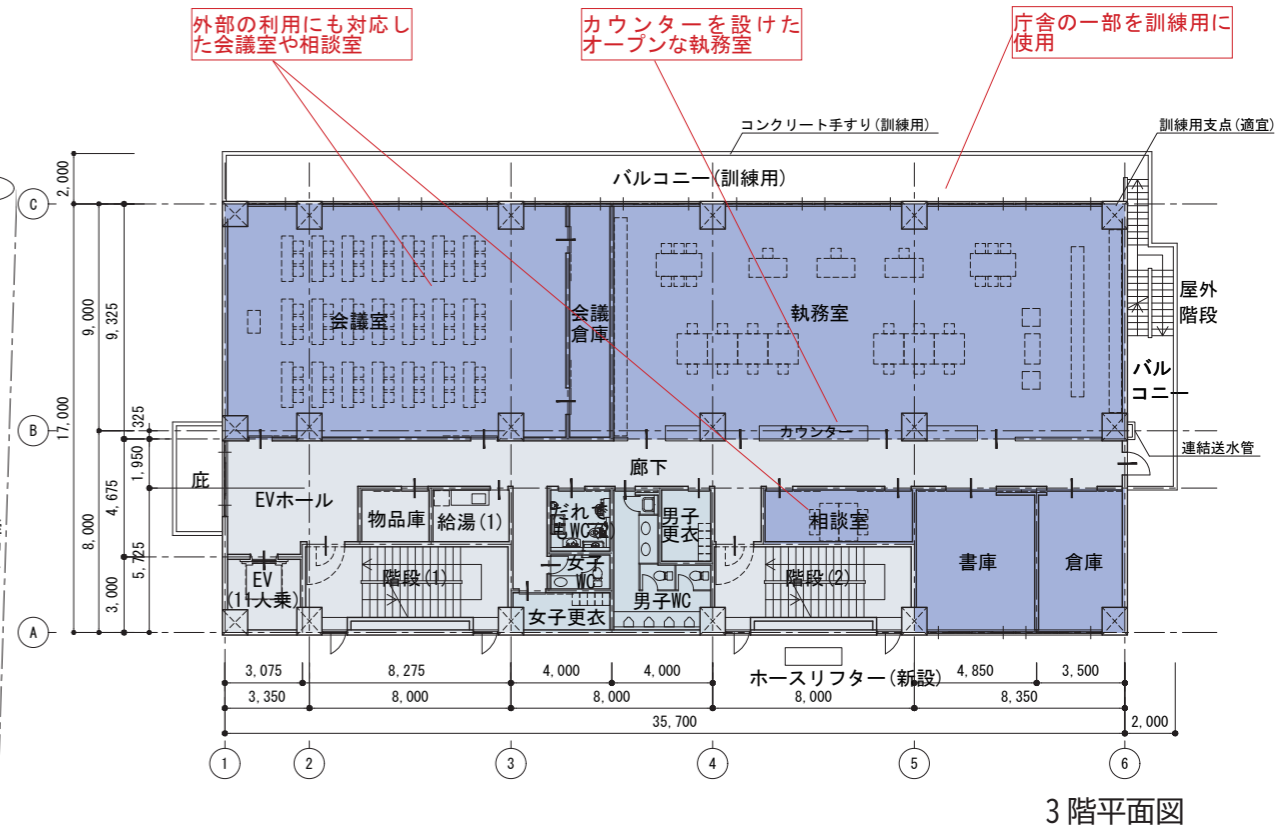 外部の利用にも対応し
た会議室や相談室
カウンターを設けた
オープンな執務室
庁舎の一部を訓練用に
使用
コンクリート手すり(訓練用)
訓練用支点(適宜)
バルコニー(訓練用)
2,000
C
9,000
9,325
会議室
会議
倉庫
執務室
屋外
階段
バル
コニー
17,000
325
B
カウンター
連結送水管
1,950
廊下
庇
EVホール
4,675
8,000
物品庫
給湯(1)
だれで
もWC(2)
男子
更衣
相談室
書庫
倉庫
5,725
3,000
EV
(11人乗)
階段(1)
女子
WC
階段(2)
女子更衣
男子WC
A
ホースリフター(新設)
3,075
8,275
4,000
4,000
4,850
3,500
3,350
8,000
8,000
8,000
8,350
35,700
2,000
1
2
3
4
5
6
3階平面図